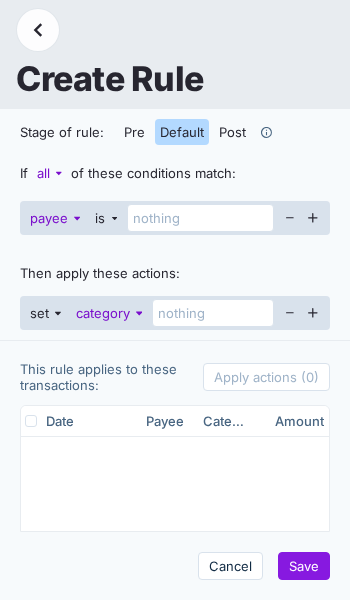 Create Rule
Stage of rule: Pre Default Post
If all of these conditions match:
payee is nothing
Then apply these actions:
set category nothing
This rule applies to these
transactions:
Apply actions (0)
Date Payee Cate... Amount
Cancel Save